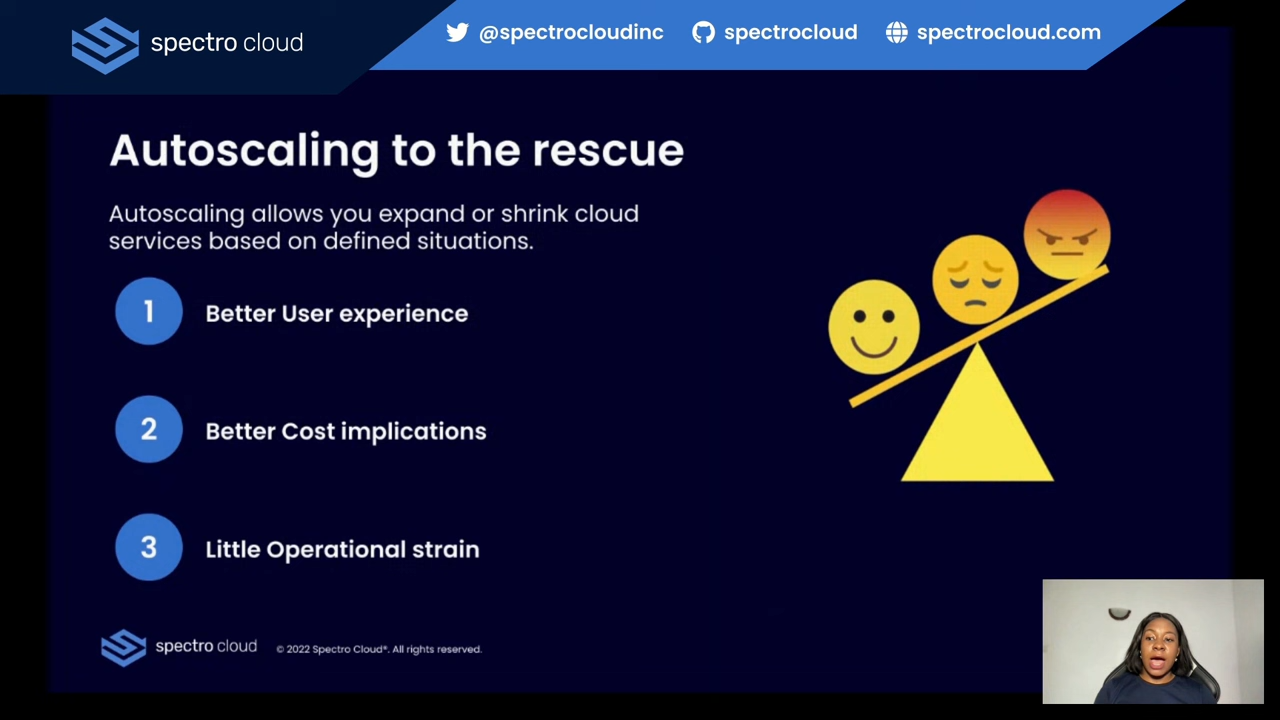 spectro cloud
@spectrocloudinc
spectrocloud
spectrocloud.com
Autoscaling to the rescue
Autoscaling allows you expand or shrink cloud
services based on defined situations.
1
Better User experience
2
Better Cost implications
3
Little Operational strain
spectro cloud
© 2022 Spectro Cloud®. All rights reserved.